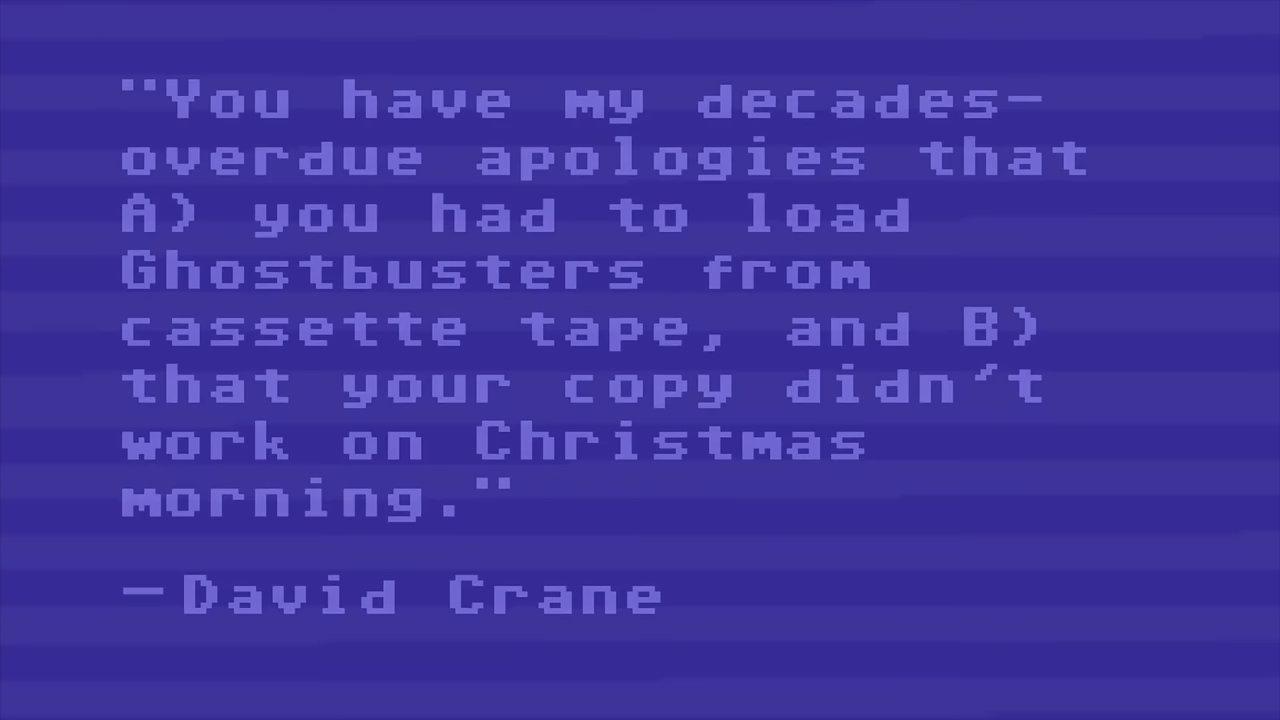 "You have my decades-
overdue apologies that
A) you had to load
Ghostbusters from
cassette tape, and B)
that your copy didn't
work on Christmas
morning."
—David Crane